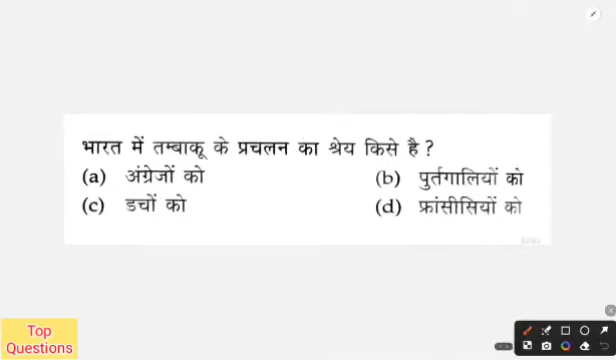 भारत में तम्बाकू के प्रचलन का श्रेय किसे है ?
(a) अंग्रेजों को (b) पुर्तगालियों को
(c) डचों को (d) फ्रांसीसियों को
Top
Questions